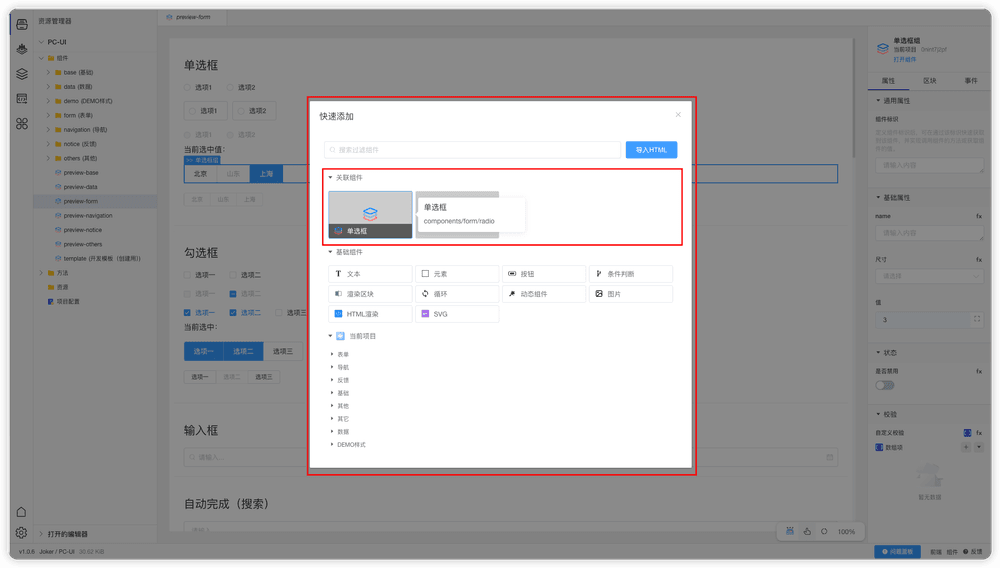 资源管理器
preview-form
PC-UI
组件
base (基础)
data (数据)
demo (DEMO样式)
form (表单)
navigation (导航)
notice (反馈)
others (其他)
preview-base
preview-data
preview-form
preview-navigation
preview-notice
preview-others
template (开发模板（创建用）)
方法
资源
项目配置
打开的编辑器
单选框
选项1 选项2
选项1 选项2
选项1 选项2
当前选中值：
单选框组
北京 山东 上海
北京 山东 上海
勾选框
选项一 选项二
选项一 选项二
选项一 选项二 选项三
当前选中：
选项一 选项二 选项三
选项一 选项二 选项三
输入框
请输入...
自动完成（搜索）
快速添加
搜索过滤组件
导入HTML
关联组件
单选框
单选框
components/form/radio
基础组件
文本 元素 按钮 条件判断
渲染区块 循环 动态组件 图片
HTML渲染 SVG
当前项目
表单
导航
反馈
基础
其他
其它
数据
DEMO样式
单选框组
当前项目
打开组件
属性 区块 事件
通用属性
组件标识
请输入内容
基础属性
name fx
请输入内容
尺寸 fx
请选择
值
3
状态
是否禁用 fx
校验
自定义校验 fx
数组项
暂无数据
100%
v1.0.6 Joker / PC-UI 30.02 KiB
问题面板 前端 组件 反馈